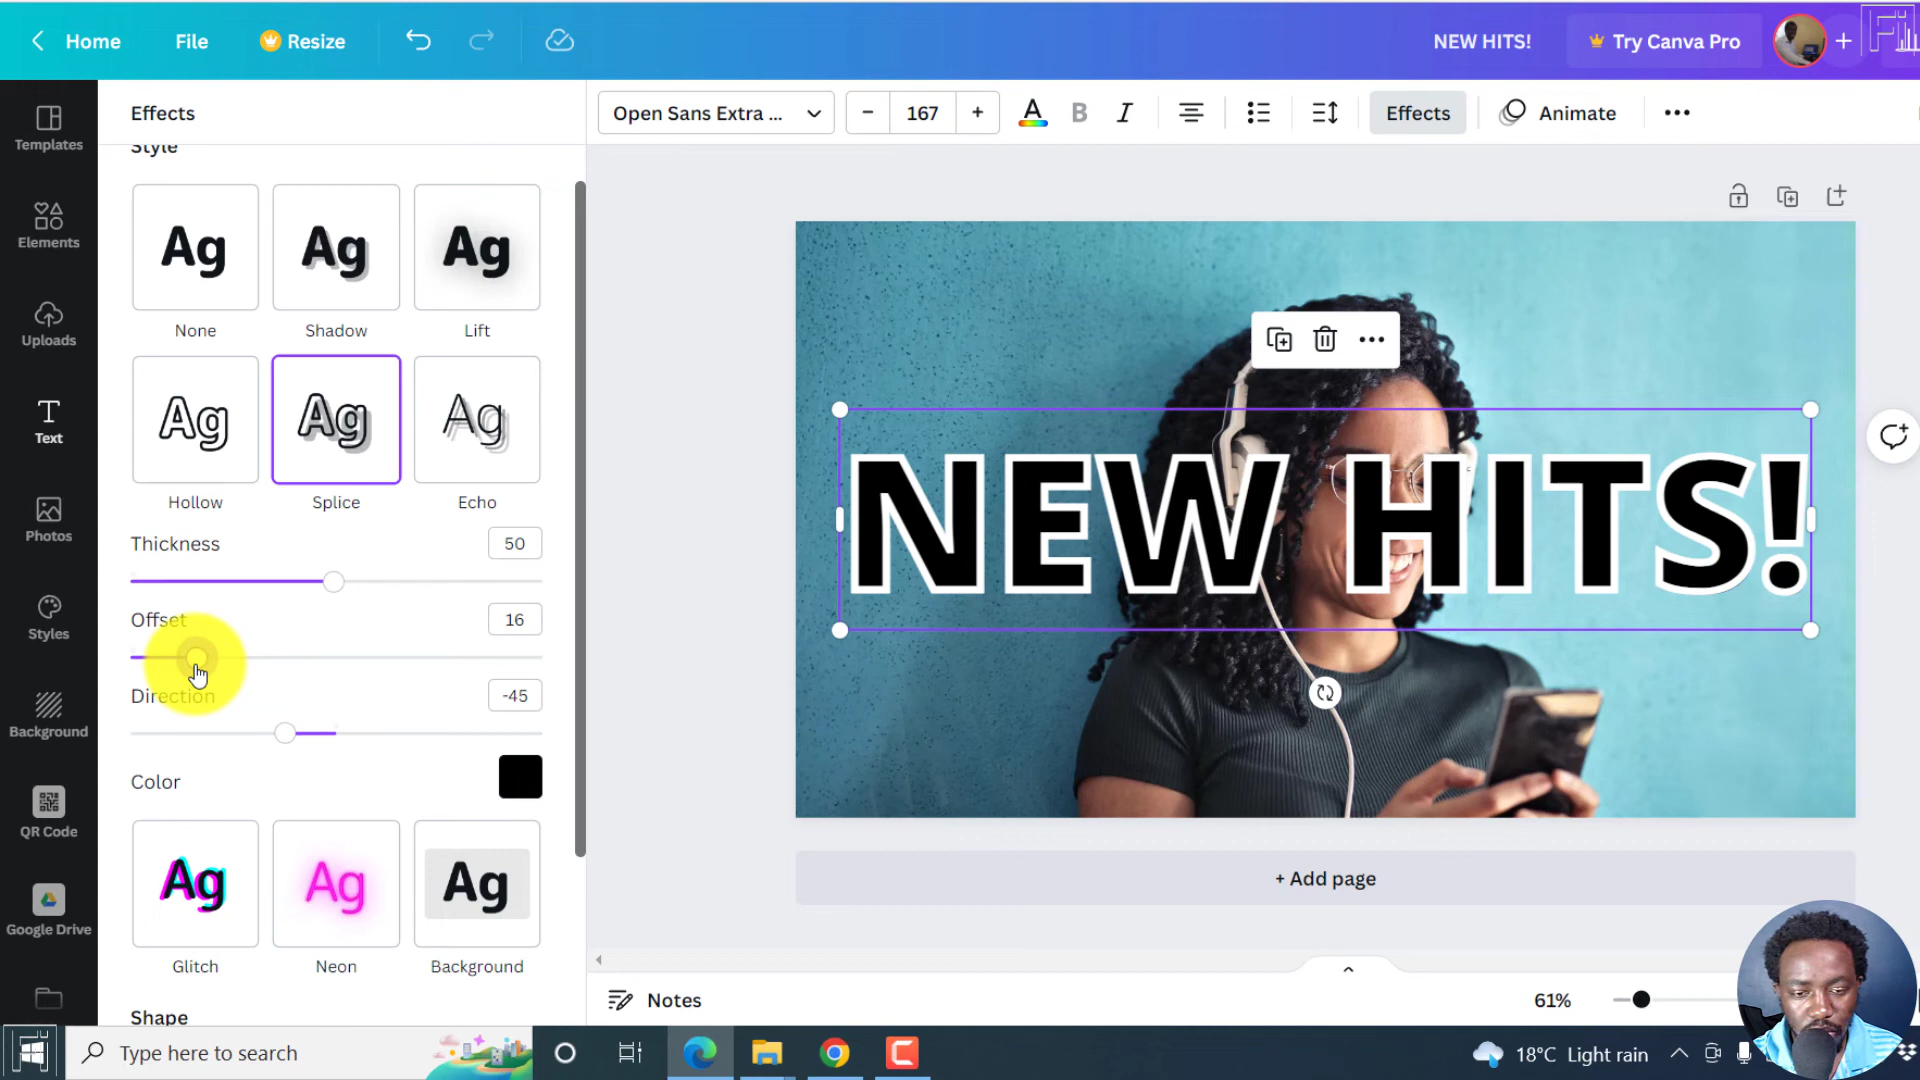 Home
File
Resize
NEW HITS!
Try Canva Pro
Templates
Elements
Uploads
Text
Photos
Styles
Background
QR Code
Google Drive
Effects
Style
Ag
Ag
Ag
None
Shadow
Lift
Ag
Ag
Ag
Hollow
Splice
Echo
Thickness
50
Offset
16
Direction
-45
Color
Ag
Ag
Ag
Glitch
Neon
Background
Shape
Open Sans Extra ...
167
A
B
I
Effects
Animate
NEW HITS!
+ Add page
Notes
61%
Type here to search
18°C Light rain